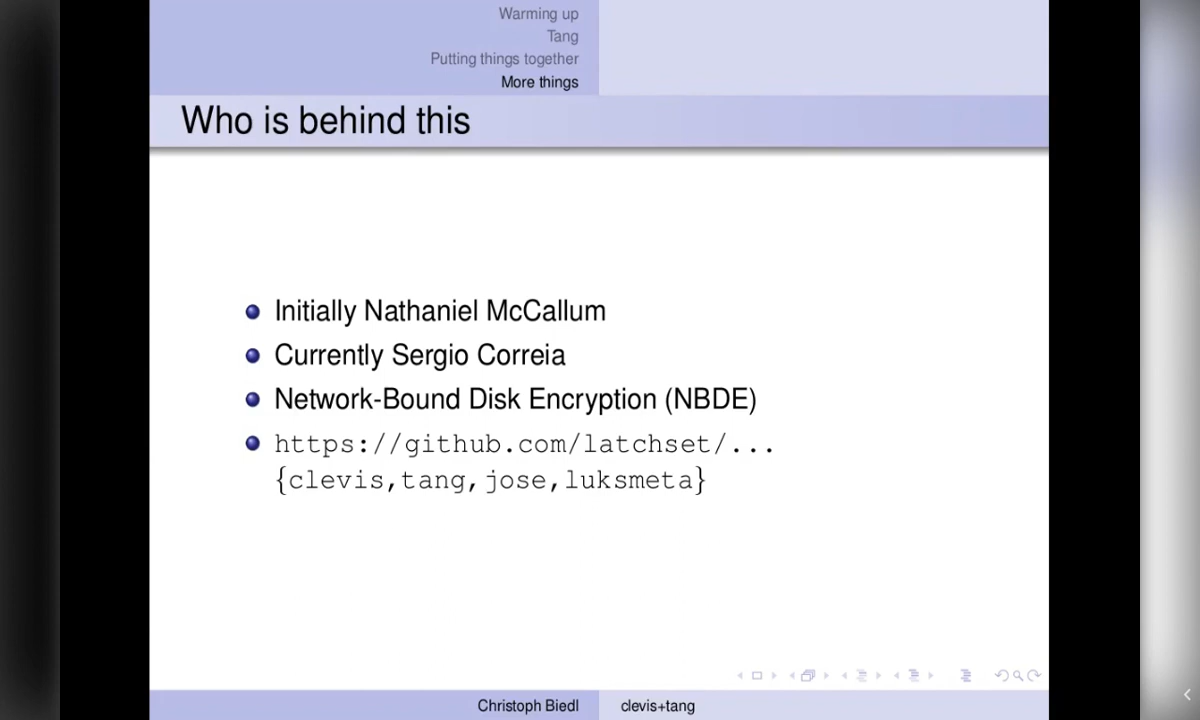 Warming up
Tang
Putting things together
More things
Who is behind this
Initially Nathaniel McCallum
Currently Sergio Correia
Network-Bound Disk Encryption (NBDE)
https://github.com/latchset/...
{clevis,tang,jose,luksmeta}
Christoph Biedl
clevis+tang